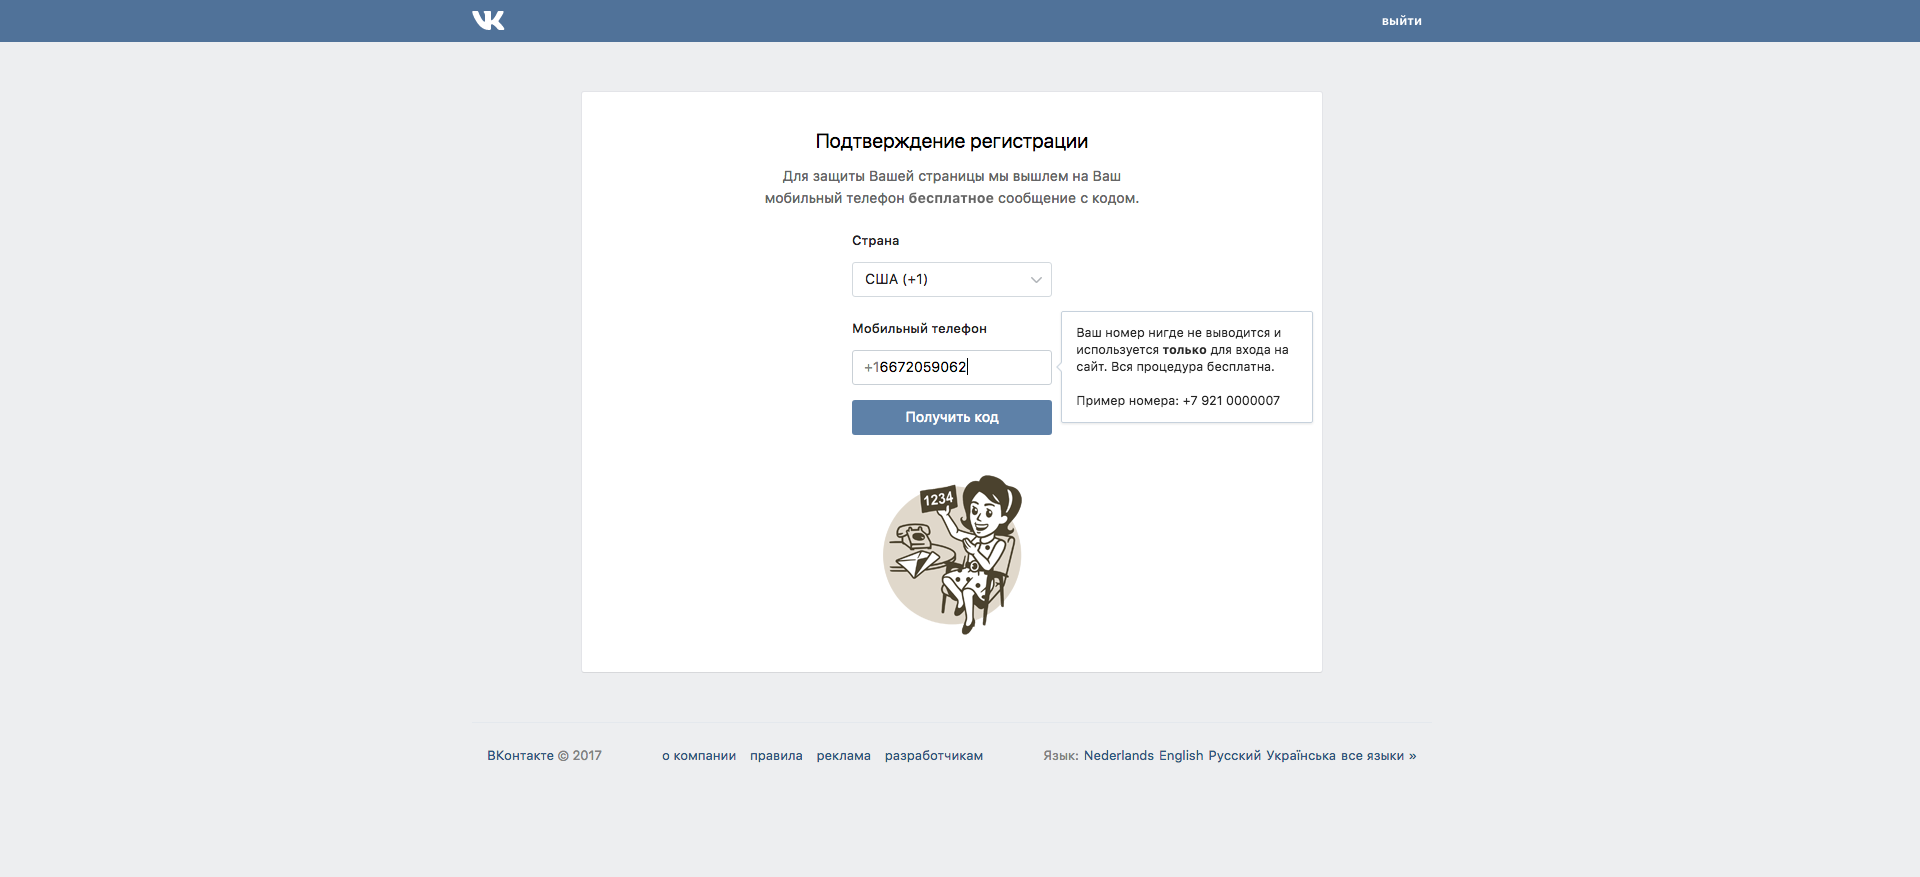 VK
выйти
Подтверждение регистрации
Для защиты Вашей страницы мы вышлем на Ваш
мобильный телефон бесплатное сообщение с кодом.
Страна
США (+1)
Мобильный телефон
+16672059062
Ваш номер нигде не выводится и
используется только для входа на
сайт. Вся процедура бесплатна.
Пример номера: +7 921 0000007
Получить код
1234
ВКонтакте © 2017 о компании правила реклама разработчикам Язык: Nederlands English Русский Українська все языки »